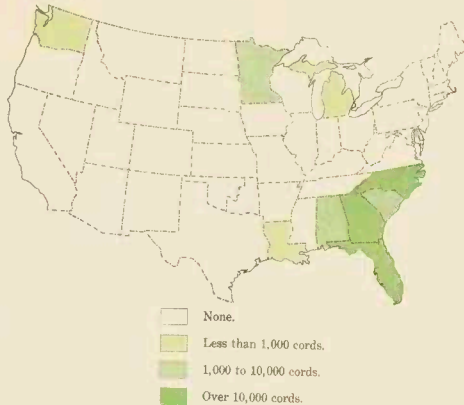 None.
Less than 1,000 cords.
1,000 to 10,000 cords.
Over 10,000 cords.